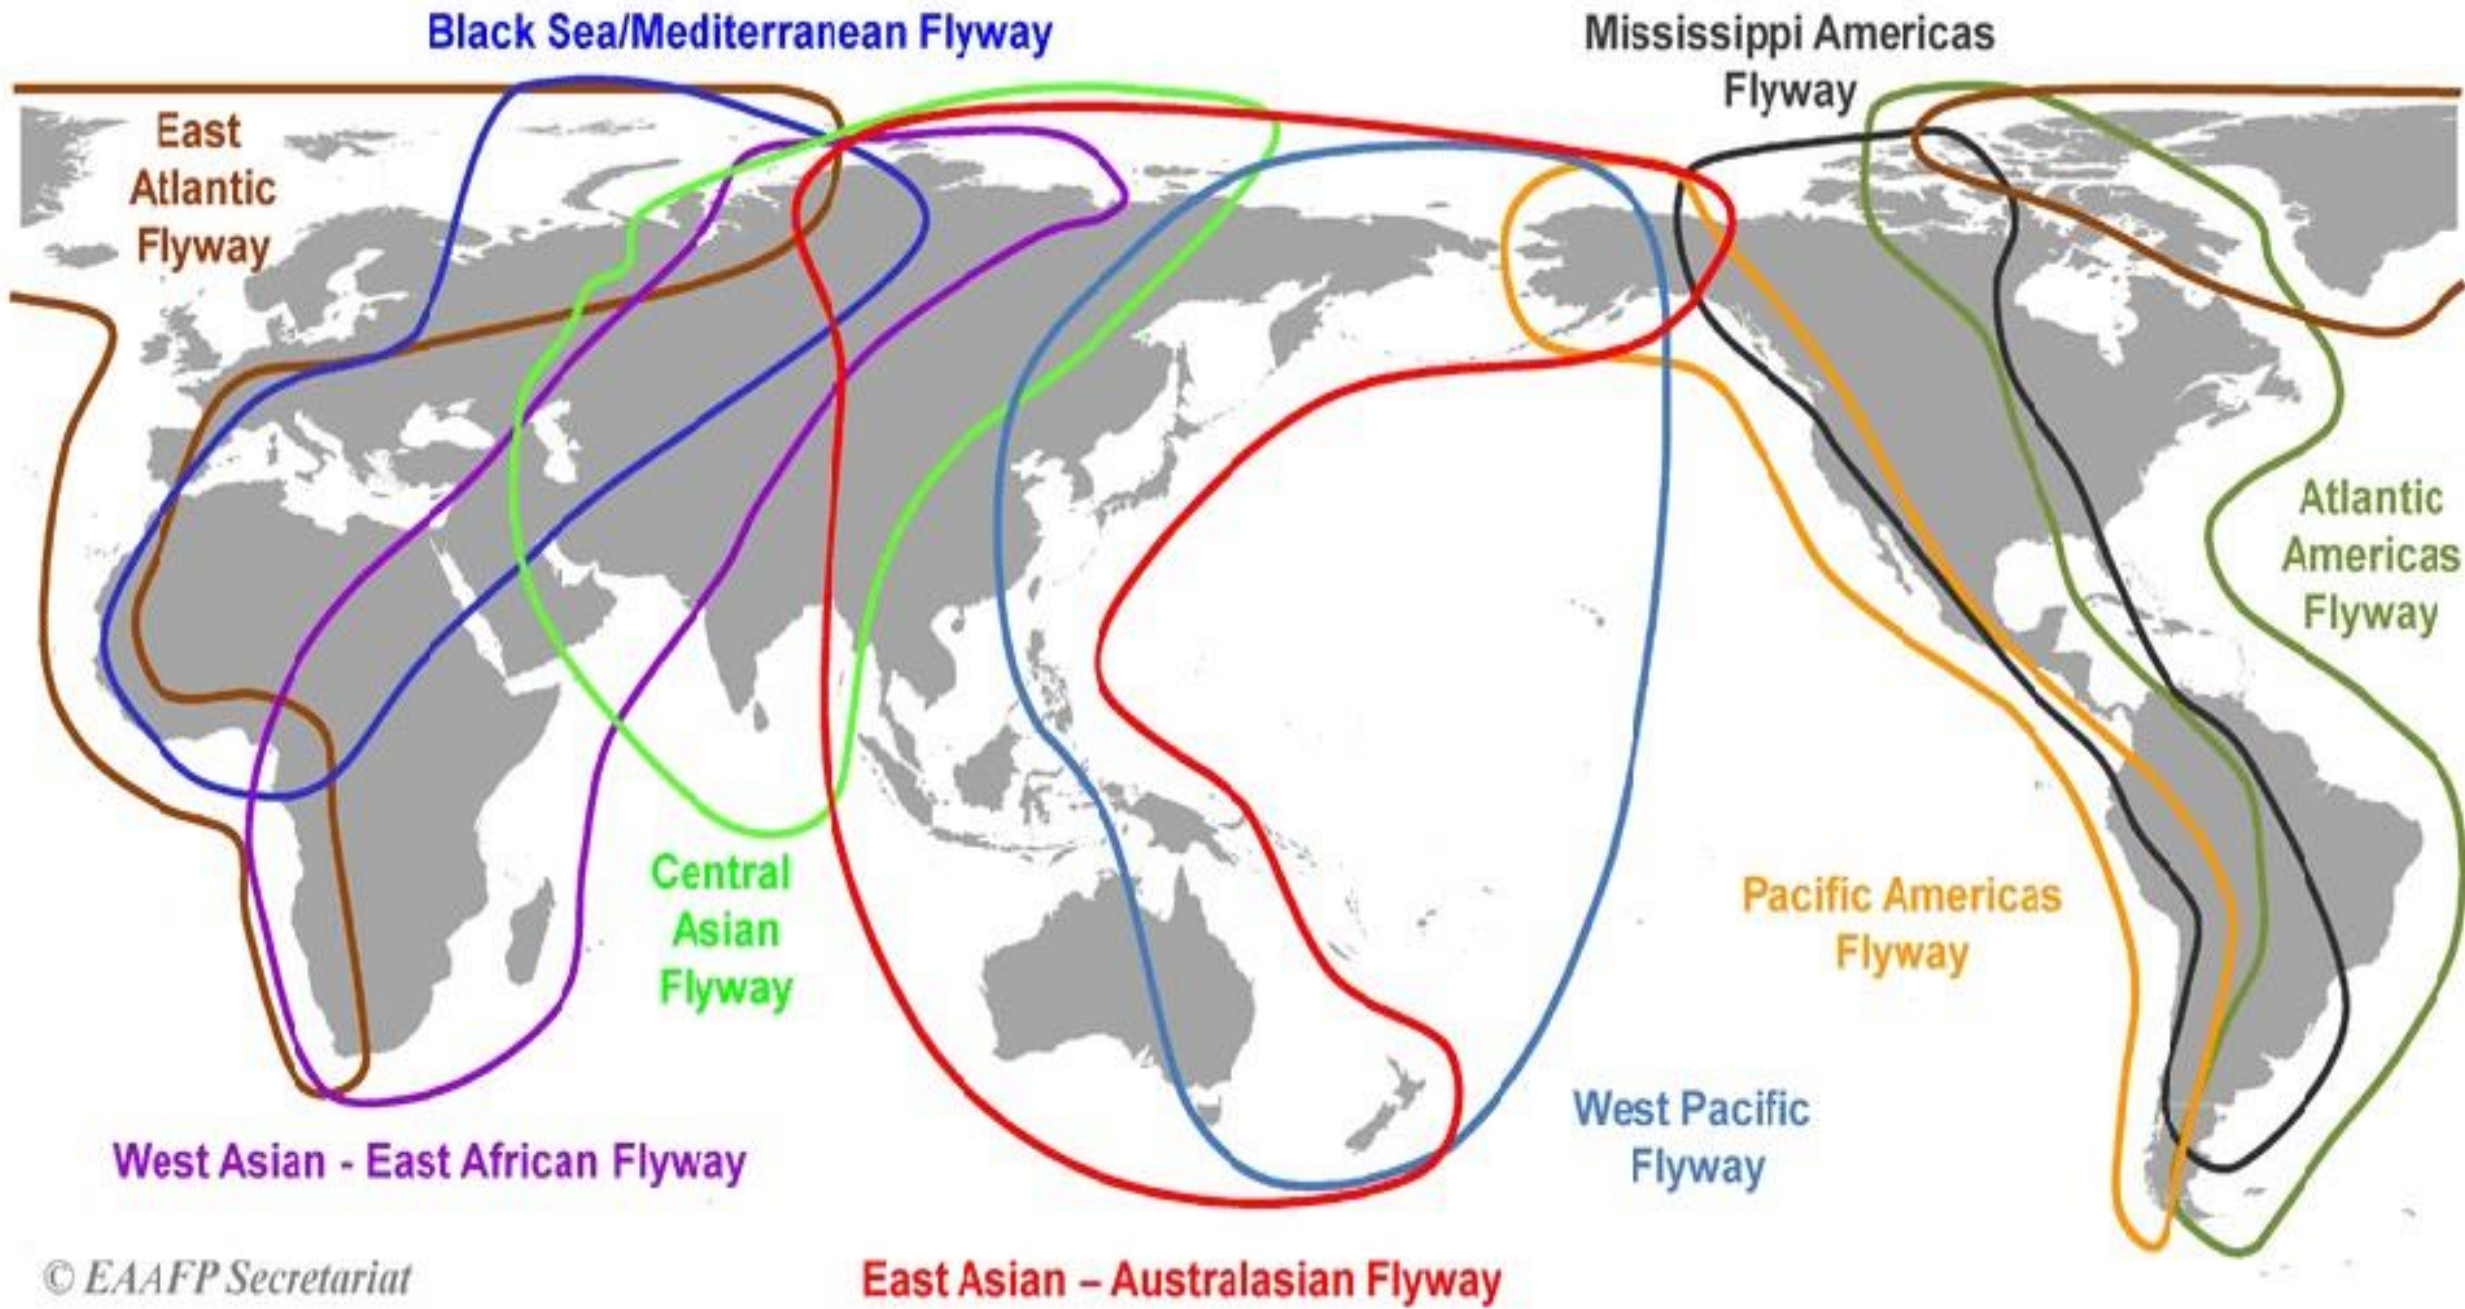 Black Sea/Mediterranean Flyway
Mississippi Americas
Flyway
East
Atlantic
Flyway
Atlantic
Americas
Flyway
Central
Asian
Flyway
Pacific Americas
Flyway
West Pacific
Flyway
West Asian - East African Flyway
© EAAFP Secretariat
East Asian – Australasian Flyway